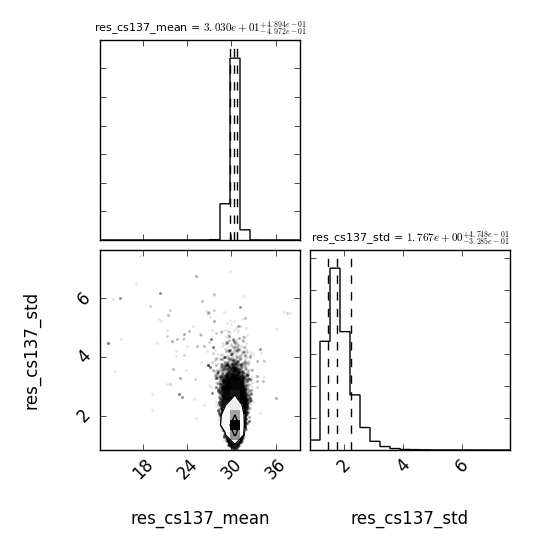 res_cs137_mean = 3.030e+01+4.894e−01 −4.972e−01
res_cs137_std = 1.767e+00+4.748e−01 −3.285e−01
res_cs137_std
6
4
2
18 24 30 36
2 4 6
res_cs137_mean res_cs137_std